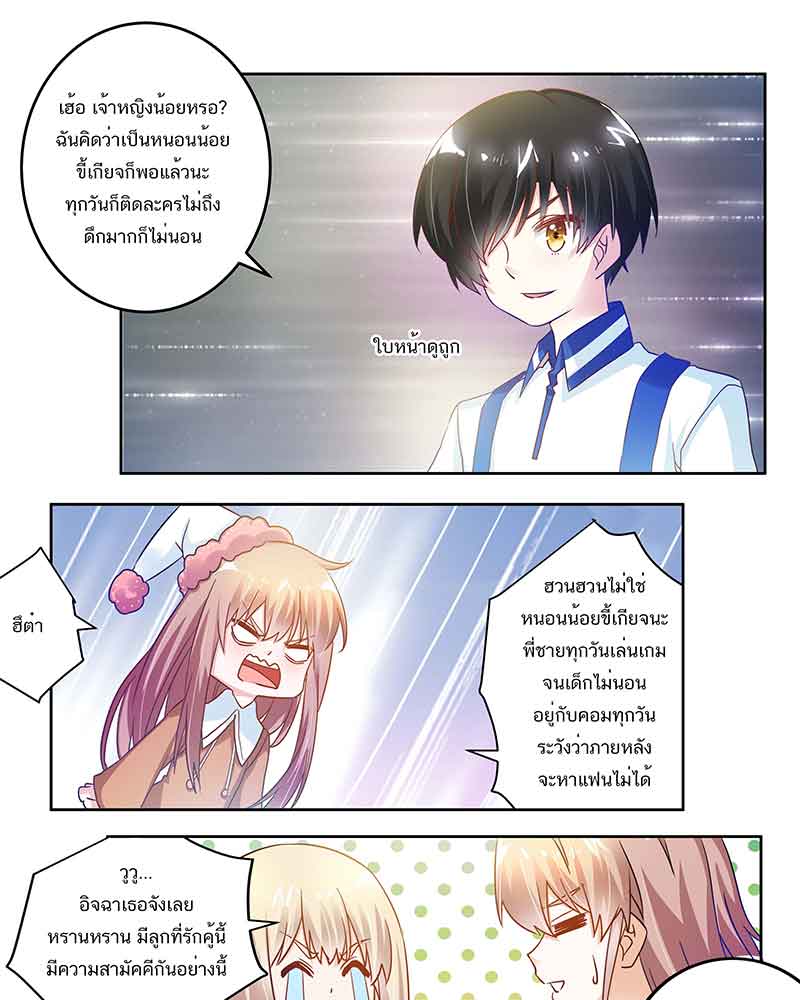 เฮ้อ เจ้าหญิงน้อยหรอ?
ฉันคิดว่าเป็นหนอนน้อย
ขี้เกียจก็พอแล้วนะ
ทุกวันก็ติดละครไม่ถึง
ดึกมากก็ไม่นอน
ใบหน้าดูถูก
ฮึต๋า
ฮวนฮวนไม่ใช่
หนอนน้อยขี้เกียจนะ
พี่ชายทุกวันเล่นเกม
จนเด็กไม่นอน
อยู่กับคอมทุกวัน
ระวังว่าภายหลัง
จะหาแฟนไม่ได้
วูวู...
อิจฉาเธอจังเลย
หรานหราน มีลูกที่รักคู้นี้
มีความสามัคคีกันอย่างนี้